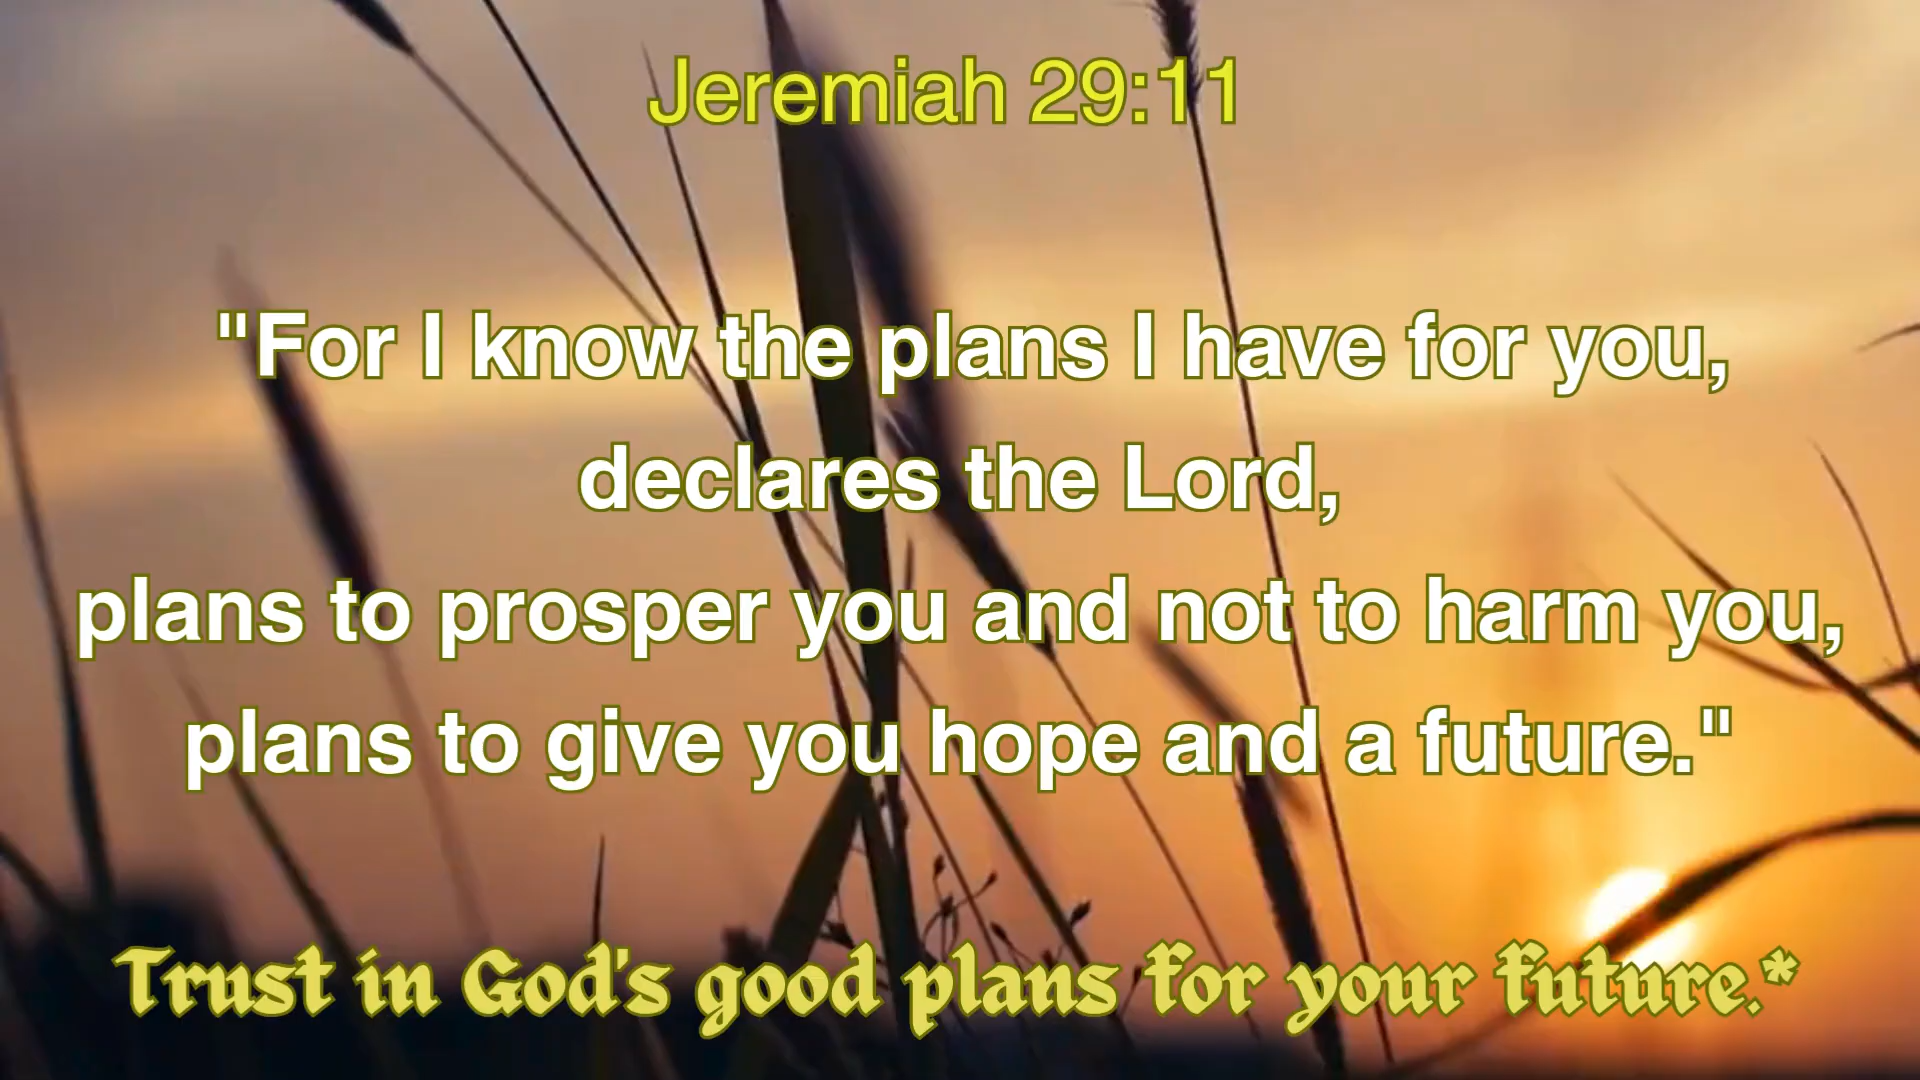 Jeremiah 29:11
"For I know the plans I have for you,
declares the Lord,
plans to prosper you and not to harm you,
plans to give you hope and a future."
Trust in God's good plans for your future.*